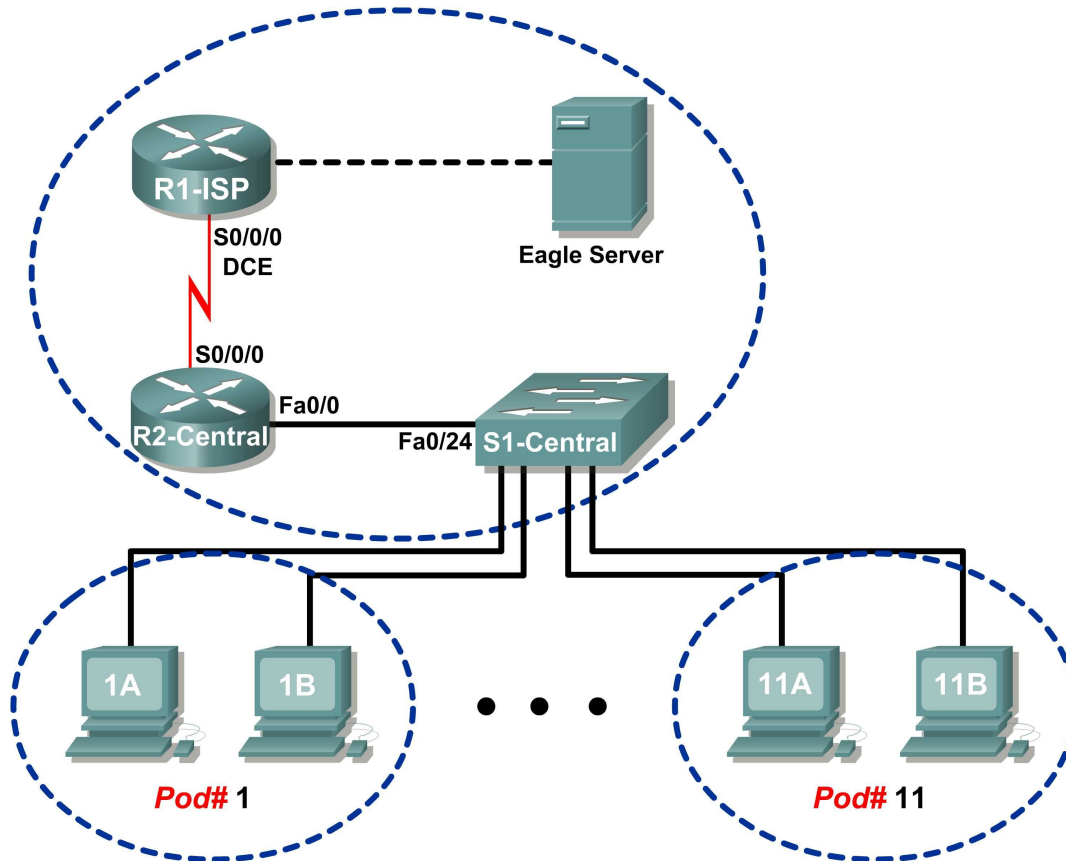 R1-ISP
S0/0/0
DCE
Eagle Server
S0/0/0
R2-Central
Fa0/0
Fa0/24
S1-Central
1A
1B
11A
11B
Pod# 1
Pod# 11